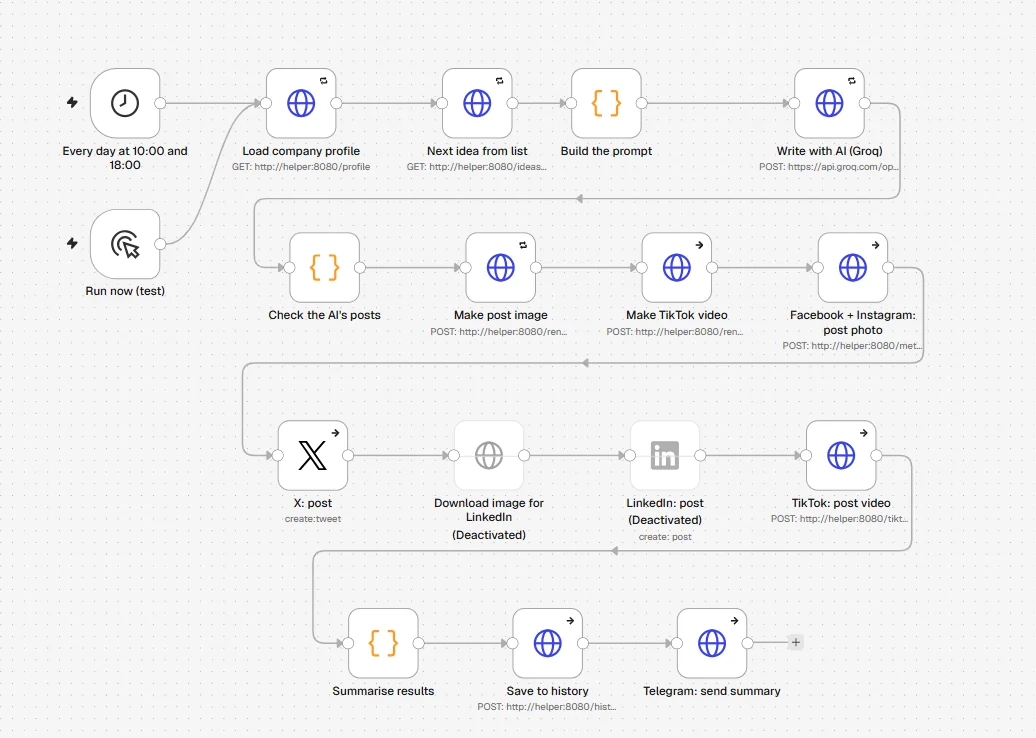 Every day at 10:00 and
18:00
Load company profile
GET: http://helper:8080/profile
Next idea from list
GET: http://helper:8080/ideas...
Build the prompt
Write with AI (Groq)
POST: https://api.groq.com/op...
Run now (test)
Check the AI's posts
Make post image
POST: http://helper:8080/ren...
Make TikTok video
POST: http://helper:8080/ren...
Facebook + Instagram:
post photo
POST: http://helper:8080/met...
X: post
create:tweet
Download image for
LinkedIn
(Deactivated)
in
LinkedIn: post
(Deactivated)
create: post
TikTok: post video
POST: http://helper:8080/tikt...
Summarise results
Save to history
POST: http://helper:8080/hist...
Telegram: send summary